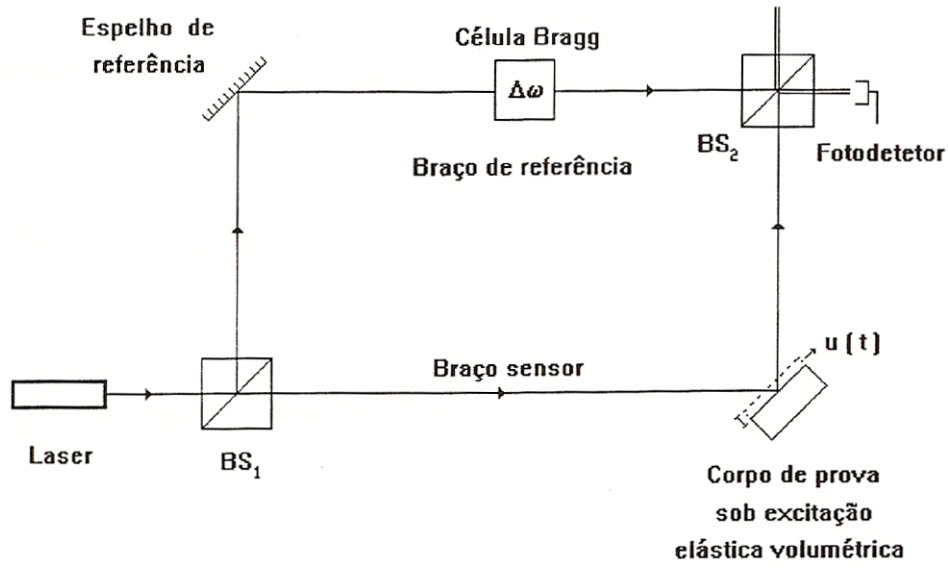 Espelho de
referência
Célula Bragg
Δω
BS2
Fotodetetor
Braço de referência
Braço sensor
u(t)
Laser
BS1
Corpo de prova
sob excitação
elástica volumétrica